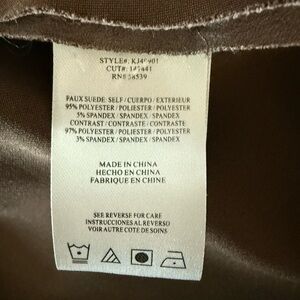 STYLE#:
CUT#:
RN#
FAUX SUEDE: SELF / CUERPO / EXTERIEUR
95% POLYESTER / POLIESTER / POLYESTER
5% SPANDEX / SPANDEX / SPANDEX
CONTRAST / CONTRASTE / CONTRASTE
97% POLYESTER / POLIESTER / POLYESTER
3% SPANDEX / SPANDEX / SPANDEX
MADE IN CHINA
HECHO EN CHINA
FABRIQUE EN CHINE
SEE REVERSE FOR CARE
INSTRUCCIONES AL REVERSO
VOIR AUTRE COTE DE SOINS